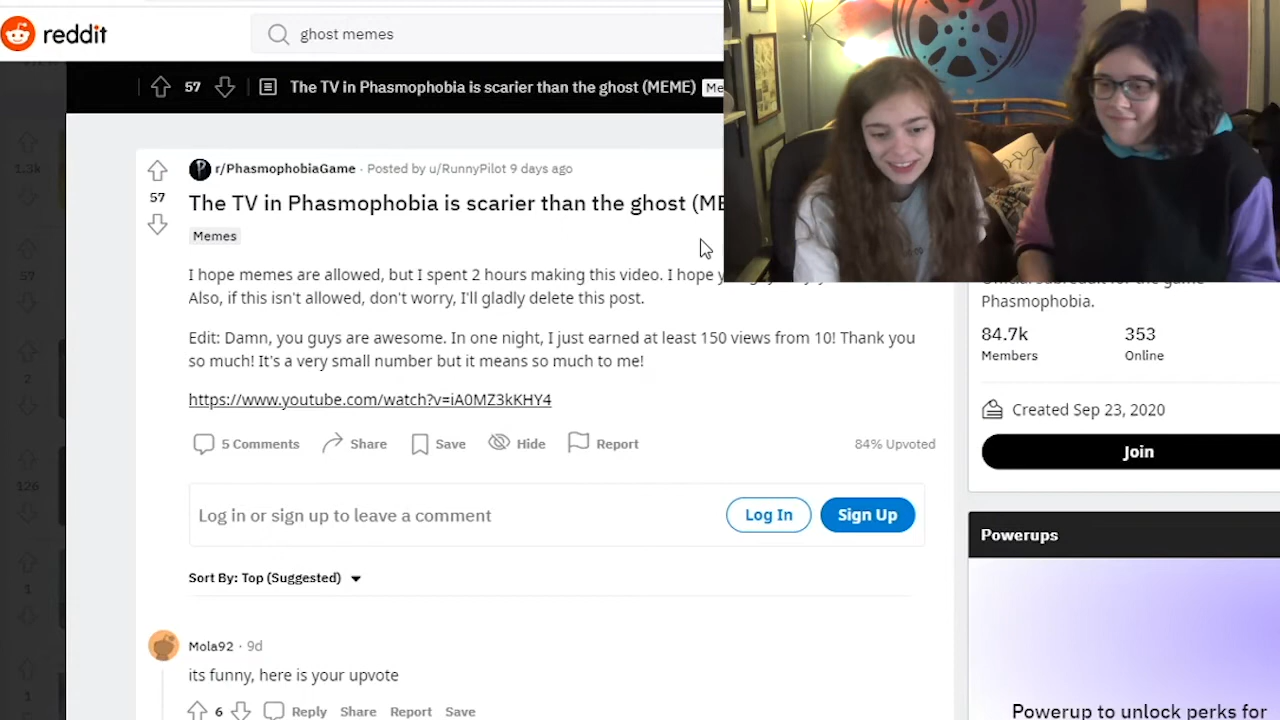 reddit
ghost memes
57
The TV in Phasmophobia is scarier than the ghost (MEME)
r/PhasmophobiaGame · Posted by u/RunnyPilot 9 days ago
57
The TV in Phasmophobia is scarier than the ghost
Memes
I hope memes are allowed, but I spent 2 hours making this video. I hope
Also, if this isn't allowed, don't worry, I'll gladly delete this post.
Edit: Damn, you guys are awesome. In one night, I just earned at least 150 views from 10! Thank you
so much! It's a very small number but it means so much to me!
https://www.youtube.com/watch?v=iA0MZ3kKHY4
5 Comments Share Save Hide Report 84% Upvoted
Log in or sign up to leave a comment Log In Sign Up
Sort By: Top (Suggested)
Mola92 · 9d
its funny, here is your upvote
6 Reply Share Report Save
Phasmophobia.
84.7k 353
Members Online
Created Sep 23, 2020
Join
Powerups
Powerup to unlock perks for
1.3k
57
2
126
1
1